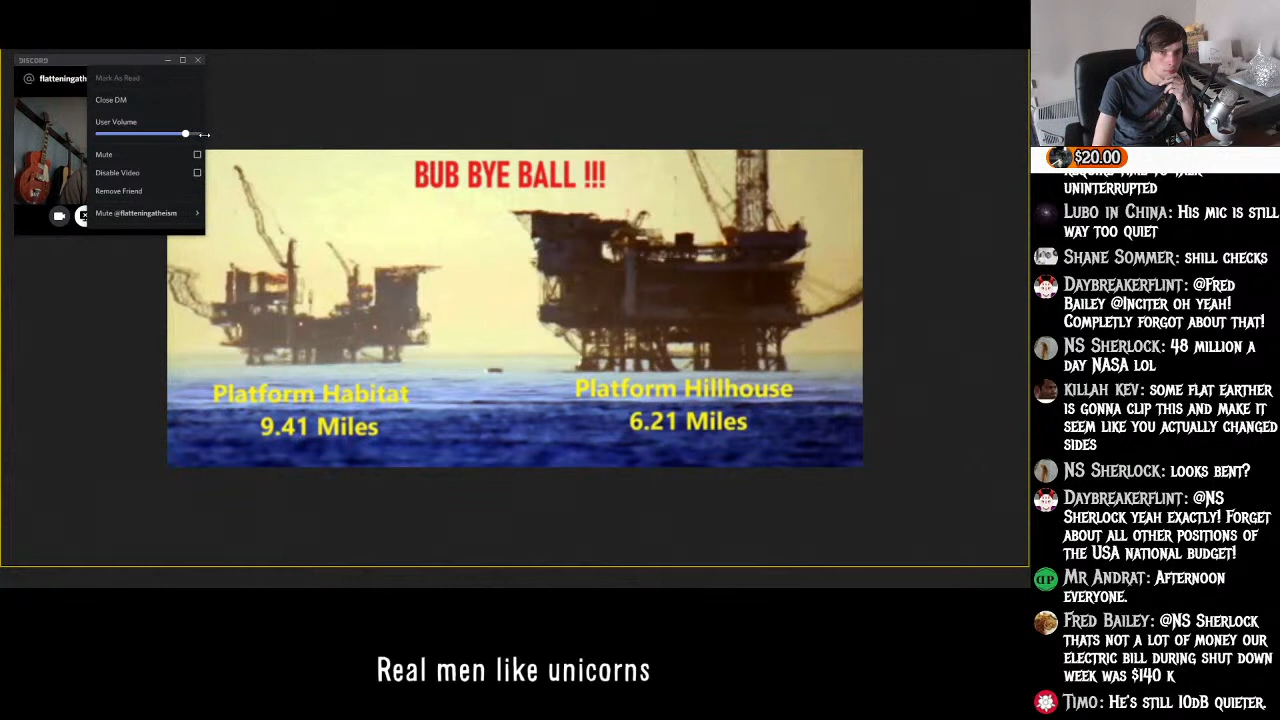 DISCORD
@ flatteningath
Mark As Read
Close DM
User Volume
Mute
Disable Video
Remove Friend
Mute @flatteningatheism
BUB BYE BALL !!!
Platform Habitat
9.41 Miles
Platform Hillhouse
6.21 Miles
Real men like unicorns
$20.00
UNINTERRUPTED
LUBO IN CHINA: HIS MIC IS STILL
WAY TOO QUIET
SHANE SOMMER: SHILL CHECKS
DAYBREAKERFLINT: @FRED
BAILEY @INCITER OH YEAH!
COMPLETLY FORGOT ABOUT THAT!
NS SHERLOCK: 48 MILLION A
DAY NASA LOL
KILLAH KEV: SOME FLAT EARTHER
IS GONNA CLIP THIS AND MAKE IT
SEEM LIKE YOU ACTUALLY CHANGED
SIDES
NS SHERLOCK: LOOKS BENT?
DAYBREAKERFLINT: @NS
SHERLOCK YEAH EXACTLY! FORGET
ABOUT ALL OTHER POSITIONS OF
THE USA NATIONAL BUDGET!
MR ANDRAT: AFTERNOON
EVERYONE.
FRED BAILEY: @NS SHERLOCK
THATS NOT A LOT OF MONEY OUR
ELECTRIC BILL DURING SHUT DOWN
WEEK WAS $140 K
TIMO: HE'S STILL 10DB QUIETER.